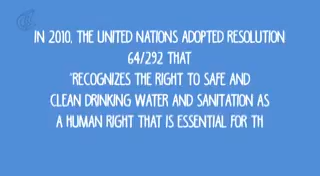 IN 2010, THE UNITED NATIONS ADOPTED RESOLUTION
64/292 THAT
"RECOGNIZES THE RIGHT TO SAFE AND
CLEAN DRINKING WATER AND SANITATION AS
A HUMAN RIGHT THAT IS ESSENTIAL FOR TH